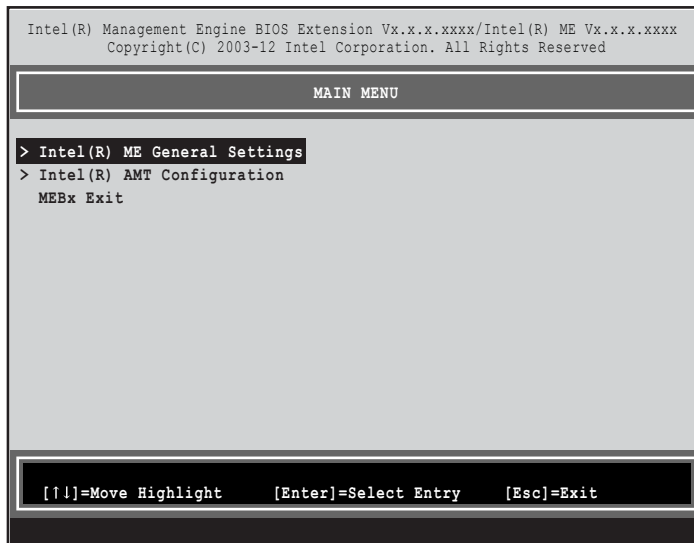 Intel(R) Management Engine BIOS Extension Vx.x.x.xxxx/Intel(R) ME Vx.x.x.xxxx
Copyright(C) 2003-12 Intel Corporation. All Rights Reserved
MAIN MENU
> Intel(R) ME General Settings
> Intel(R) AMT Configuration
MEBx Exit
[↑↓]=Move Highlight [Enter]=Select Entry [Esc]=Exit